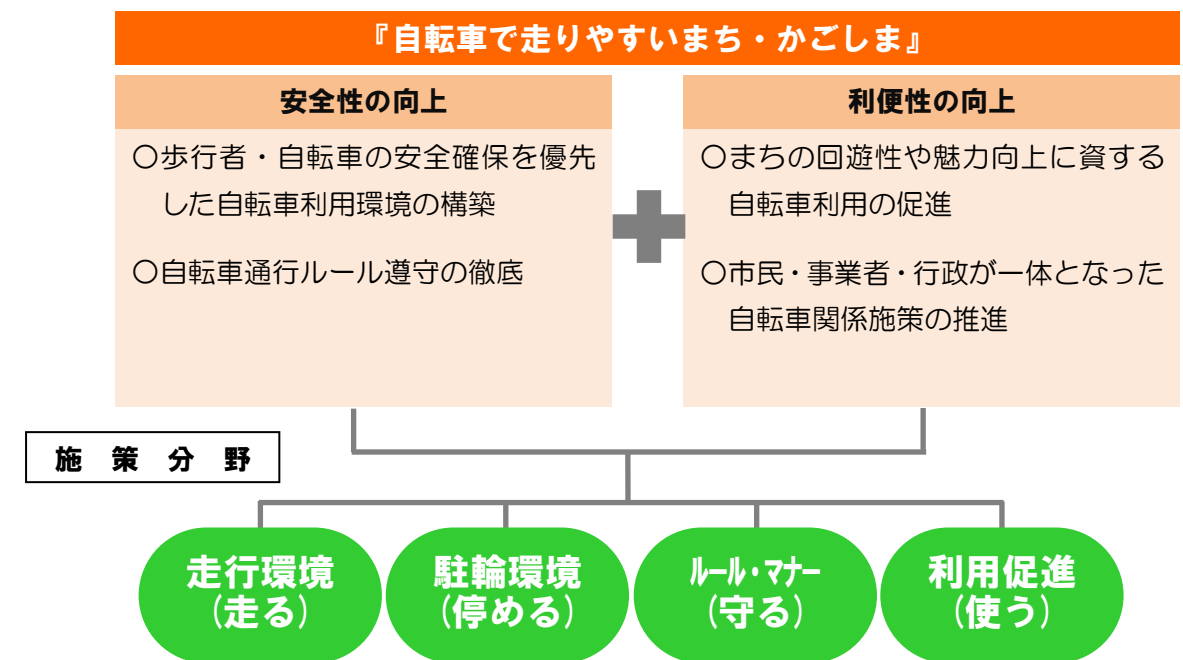 『自転車で走りやすいまち・かごしま』
安全性の向上
○歩行者・自転車の安全確保を優先
した自転車利用環境の構築
○自転車通行ルール遵守の徹底
利便性の向上
○まちの回遊性や魅力向上に資する
自転車利用の促進
○市民・事業者・行政が一体となった
自転車関係施策の推進
施策分野
走行環境
(走る)
駐輪環境
(停める)
ルール・マナー
(守る)
利用促進
(使う)